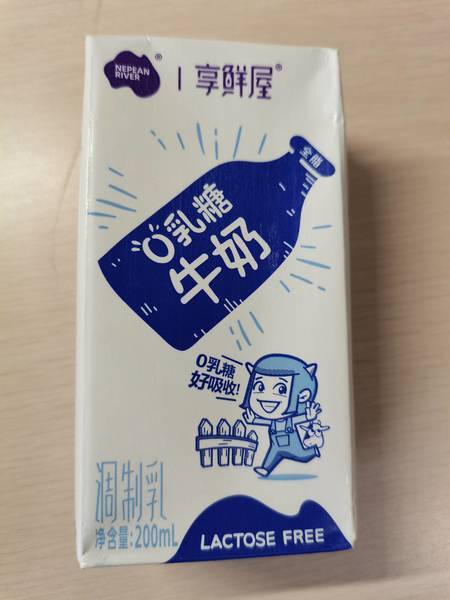 NEPEAN
RIVER
®
享鲜屋®
全脂
0乳糖
牛奶
0乳糖
好吸收!
调制乳
净含量:200mL
LACTOSE FREE